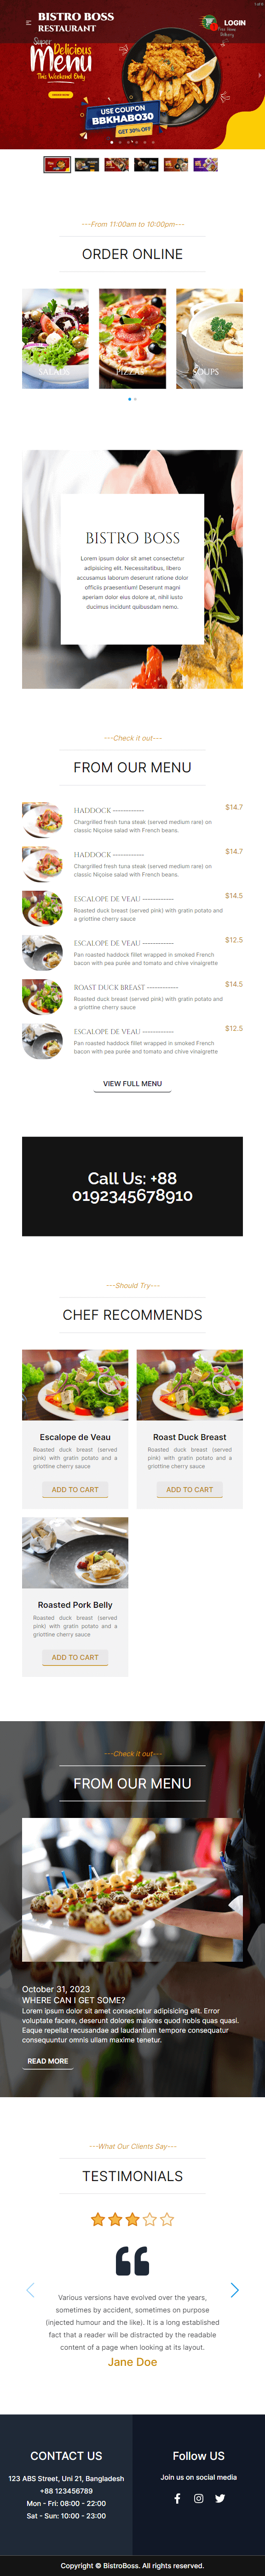 1 of 6
BISTRO BOSS
RESTAURANT
LOGIN
Super
Delicious
Menu
This Weekend Only
ORDER NOW
USE COUPON
BBKHABO30
GET 30% OFF
---From 11:00am to 10:00pm---
ORDER ONLINE
SALADS
PIZZAS
SOUPS
BISTRO BOSS
Lorem ipsum dolor sit amet consectetur
adipisicing elit. Necessitatibus, libero
accusamus laborum deserunt ratione dolor
officiis praesentium! Deserunt magni
aperiam dolor eius dolore at, nihil iusto
ducimus incidunt quibusdam nemo.
---Check it out---
FROM OUR MENU
HADDOCK ------------
$14.7
Chargrilled fresh tuna steak (served medium rare) on
classic Niçoise salad with French beans.
HADDOCK ------------
$14.7
Chargrilled fresh tuna steak (served medium rare) on
classic Niçoise salad with French beans.
ESCALOPE DE VEAU ------------
$14.5
Roasted duck breast (served pink) with gratin potato and
a griottine cherry sauce
ESCALOPE DE VEAU ------------
$12.5
Pan roasted haddock fillet wrapped in smoked French
bacon with pea purée and tomato and chive vinaigrette
ROAST DUCK BREAST ------------
$14.5
Roasted duck breast (served pink) with gratin potato and
a griottine cherry sauce
ESCALOPE DE VEAU ------------
$12.5
Pan roasted haddock fillet wrapped in smoked French
bacon with pea purée and tomato and chive vinaigrette
VIEW FULL MENU
Call Us: +88
0192345678910
---Should Try---
CHEF RECOMMENDS
Escalope de Veau
Roasted duck breast (served
pink) with gratin potato and a
griottine cherry sauce
ADD TO CART
Roast Duck Breast
Roasted duck breast (served
pink) with gratin potato and a
griottine cherry sauce
ADD TO CART
Roasted Pork Belly
Roasted duck breast (served
pink) with gratin potato and a
griottine cherry sauce
ADD TO CART
---Check it out---
FROM OUR MENU
October 31, 2023
WHERE CAN I GET SOME?
Lorem ipsum dolor sit amet consectetur adipisicing elit. Error
voluptate facere, deserunt dolores maiores quod nobis quas quasi.
Eaque repellat recusandae ad laudantium tempore consequatur
consequuntur omnis ullam maxime tenetur.
READ MORE
---What Our Clients Say---
TESTIMONIALS
Various versions have evolved over the years,
sometimes by accident, sometimes on purpose
(injected humour and the like). It is a long established
fact that a reader will be distracted by the readable
content of a page when looking at its layout.
Jane Doe
CONTACT US
123 ABS Street, Uni 21, Bangladesh
+88 123456789
Mon - Fri: 08:00 - 22:00
Sat - Sun: 10:00 - 23:00
Follow US
Join us on social media
Copyright © BistroBoss. All rights reserved.